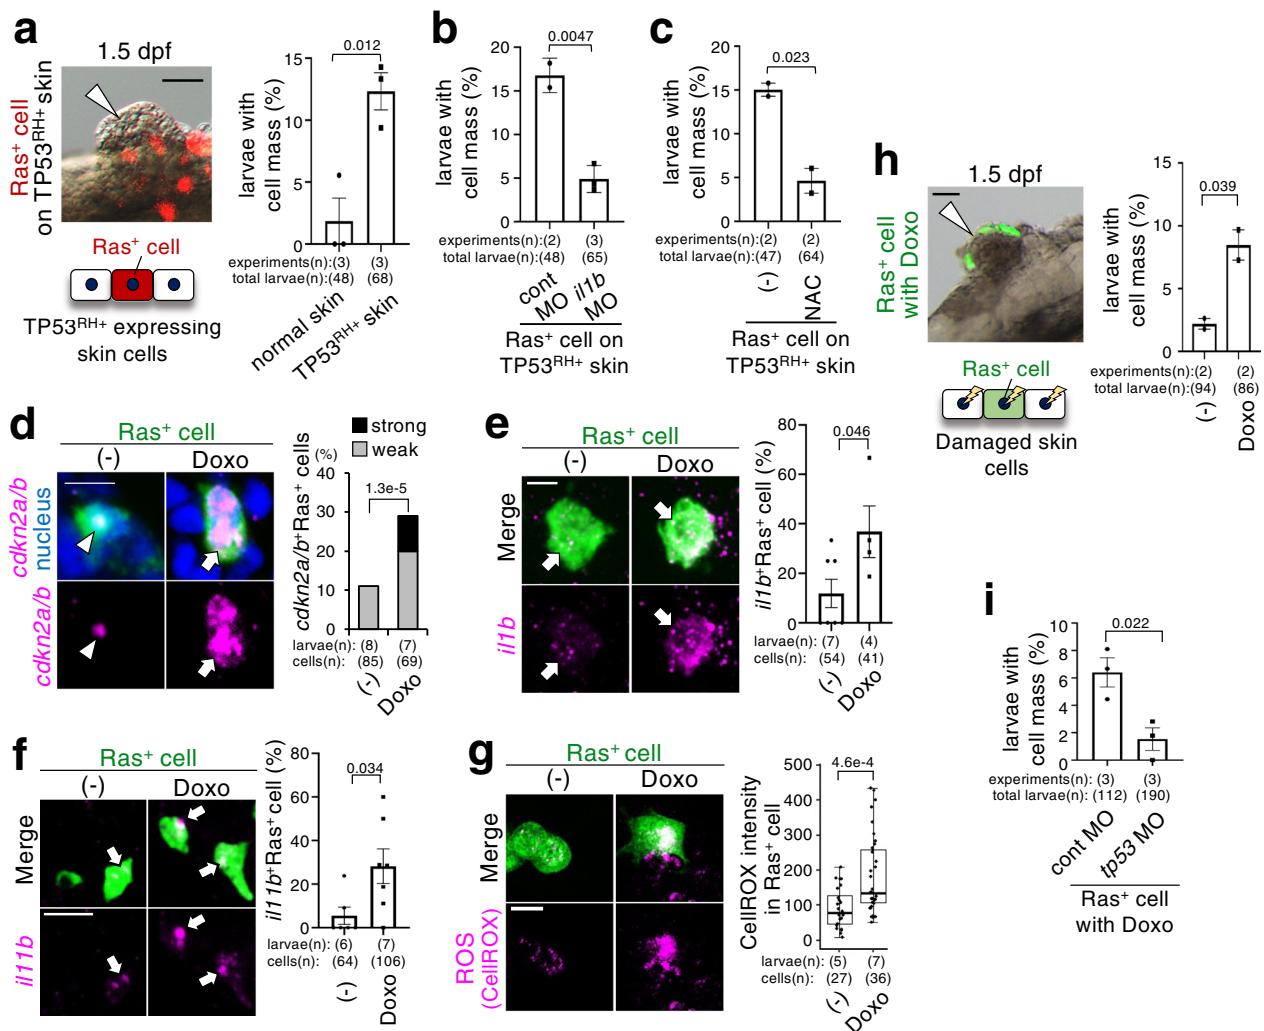 a
1.5 dpf
Ras+ cell
on TP53RH+ skin
larvae with
cell mass (%)
15
10
5
0
0.012
experiments(n):(3) (3)
total larvae(n):(48) (68)
normal skin
TP53RH+ skin
Ras+ cell
TP53RH+ expressing
skin cells
b
larvae with
cell mass (%)
20
15
10
5
0
0.0047
experiments(n):(2) (3)
total larvae(n):(48) (65)
cont
MO
il1b
MO
Ras+ cell on
TP53RH+ skin
c
larvae with
cell mass (%)
20
15
10
5
0
0.023
experiments(n):(2) (2)
total larvae(n):(47) (64)
(-)
NAC
Ras+ cell on
TP53RH+ skin
h
1.5 dpf
Ras+ cell
with Doxo
larvae with
cell mass (%)
15
10
5
0
0.039
experiments(n):(2) (2)
total larvae(n):(94) (86)
(-)
Doxo
Ras+ cell
Damaged skin
cells
d
Ras+ cell
(-)
Doxo
cdkn2a/b
nucleus
cdkn2a/b
strong
weak
(%)
cdkn2a/b+Ras+ cells
40
30
20
10
0
1.3e-5
larvae(n): (8) (7)
cells(n): (85) (69)
(-)
Doxo
e
Ras+ cell
(-)
Doxo
Merge
il1b
il1b+Ras+ cell (%)
80
60
40
20
0
0.046
larvae(n): (7) (4)
cells(n): (54) (41)
(-)
Doxo
i
larvae with
cell mass (%)
10
8
6
4
2
0
0.022
experiments(n): (3) (3)
total larvae(n): (112) (190)
cont MO
tp53 MO
Ras+ cell
with Doxo
f
Ras+ cell
(-)
Doxo
Merge
il11b
il11b+Ras+ cell (%)
80
60
40
20
0
0.034
larvae(n): (6) (7)
cells(n): (64) (106)
(-)
Doxo
g
Ras+ cell
(-)
Doxo
Merge
ROS
(CellROX)
CellROX intensity
in Ras+ cell
500
400
300
200
100
0
4.6e-4
larvae(n): (5) (7)
cells(n): (27) (36)
(-)
Doxo